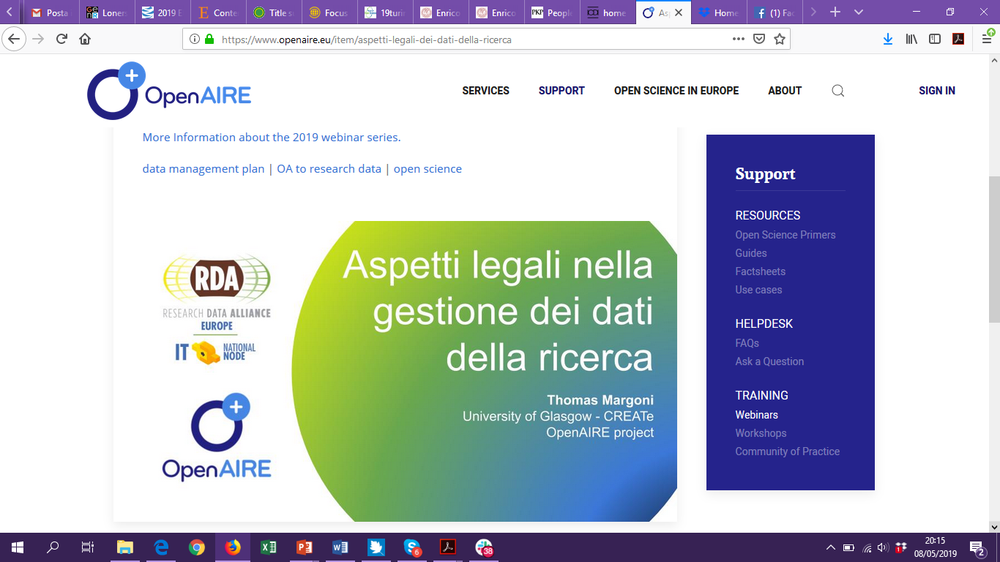 Posta
Loners
2019 E
Conte
Title s
Focus
19turi
Enrico
Enrico
PKP People
home
As
Home
(1) Fac
https://www.openaire.eu/item/aspetti-legali-dei-dati-della-ricerca
OpenAIRE
SERVICES
SUPPORT
OPEN SCIENCE IN EUROPE
ABOUT
SIGN IN
More Information about the 2019 webinar series.
data management plan | OA to research data | open science
RDA
RESEARCH DATA ALLIANCE
EUROPE
IT NATIONAL
NODE
OpenAIRE
Aspetti legali nella
gestione dei dati
della ricerca
Thomas Margoni
University of Glasgow - CREATe
OpenAIRE project
Support
RESOURCES
Open Science Primers
Guides
Factsheets
Use cases
HELPDESK
FAQs
Ask a Question
TRAINING
Webinars
Workshops
Community of Practice
6
38
1
20:15
08/05/2019
2